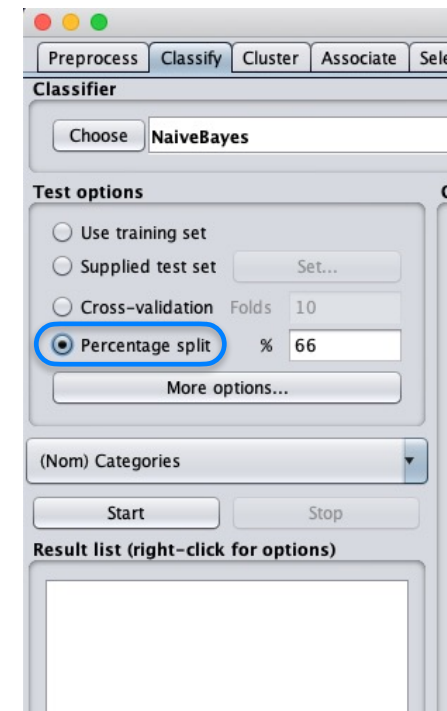 Preprocess Classify Cluster Associate
Classifier
Choose NaiveBayes
Test options
Use training set
Supplied test set Set...
Cross-validation Folds 10
Percentage split % 66
More options...
(Nom) Categories
Start Stop
Result list (right-click for options)